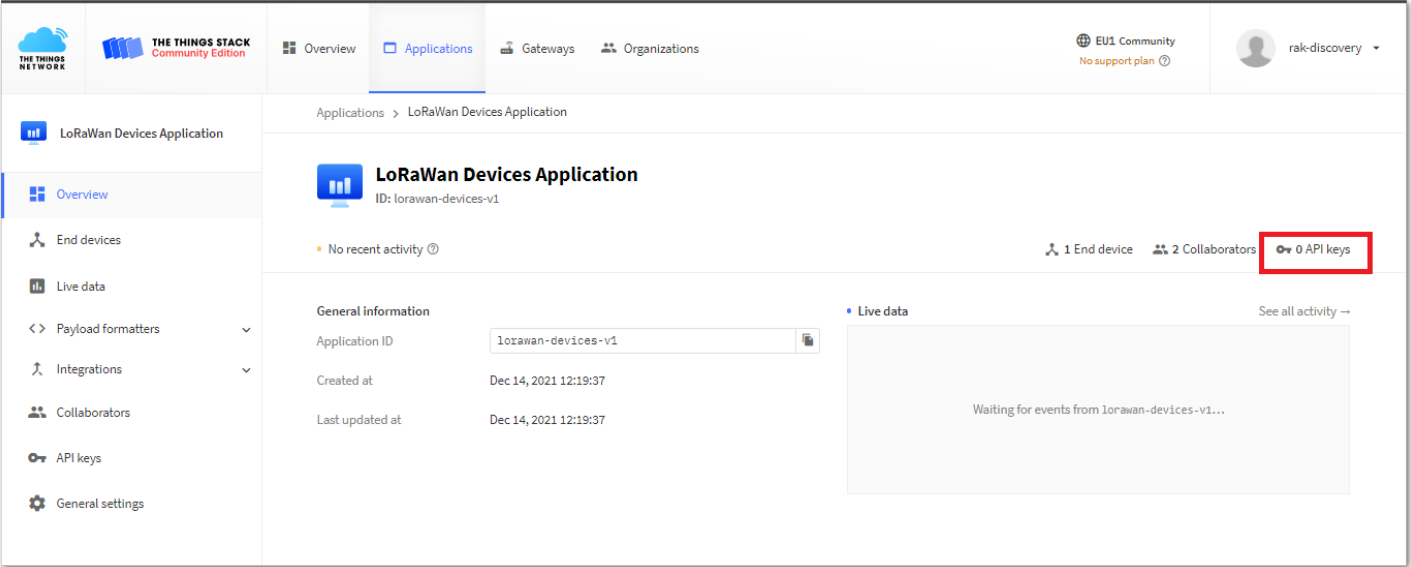 THE THINGS
NETWORK
THE THINGS STACK
Community Edition
Overview
Applications
Gateways
Organizations
EU1 Community
No support plan
rak-discovery
LoRaWan Devices Application
Overview
End devices
Live data
Payload formatters
Integrations
Collaborators
API keys
General settings
Applications > LoRaWan Devices Application
LoRaWan Devices Application
ID: lorawan-devices-v1
No recent activity
1 End device
2 Collaborators
0 API keys
General information
Application ID
lorawan-devices-v1
Created at
Dec 14, 2021 12:19:37
Last updated at
Dec 14, 2021 12:19:37
Live data
See all activity →
Waiting for events from lorawan-devices-v1...